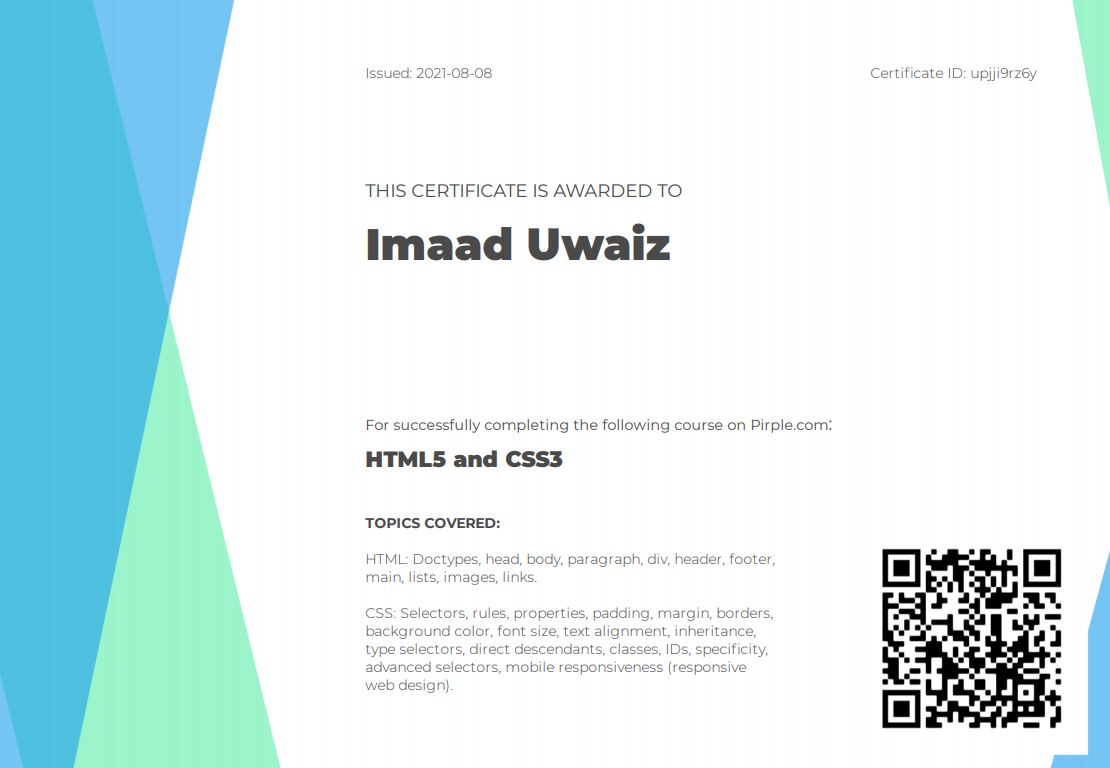 Issued: 2021-08-08
Certificate ID: upjji9rz6y
THIS CERTIFICATE IS AWARDED TO
Imaad Uwaiz
For successfully completing the following course on Pirple.com:
HTML5 and CSS3
TOPICS COVERED:
HTML: Doctypes, head, body, paragraph, div, header, footer,
main, lists, images, links.
CSS: Selectors, rules, properties, padding, margin, borders,
background color, font size, text alignment, inheritance,
type selectors, direct descendants, classes, IDs, specificity,
advanced selectors, mobile responsiveness (responsive
web design).